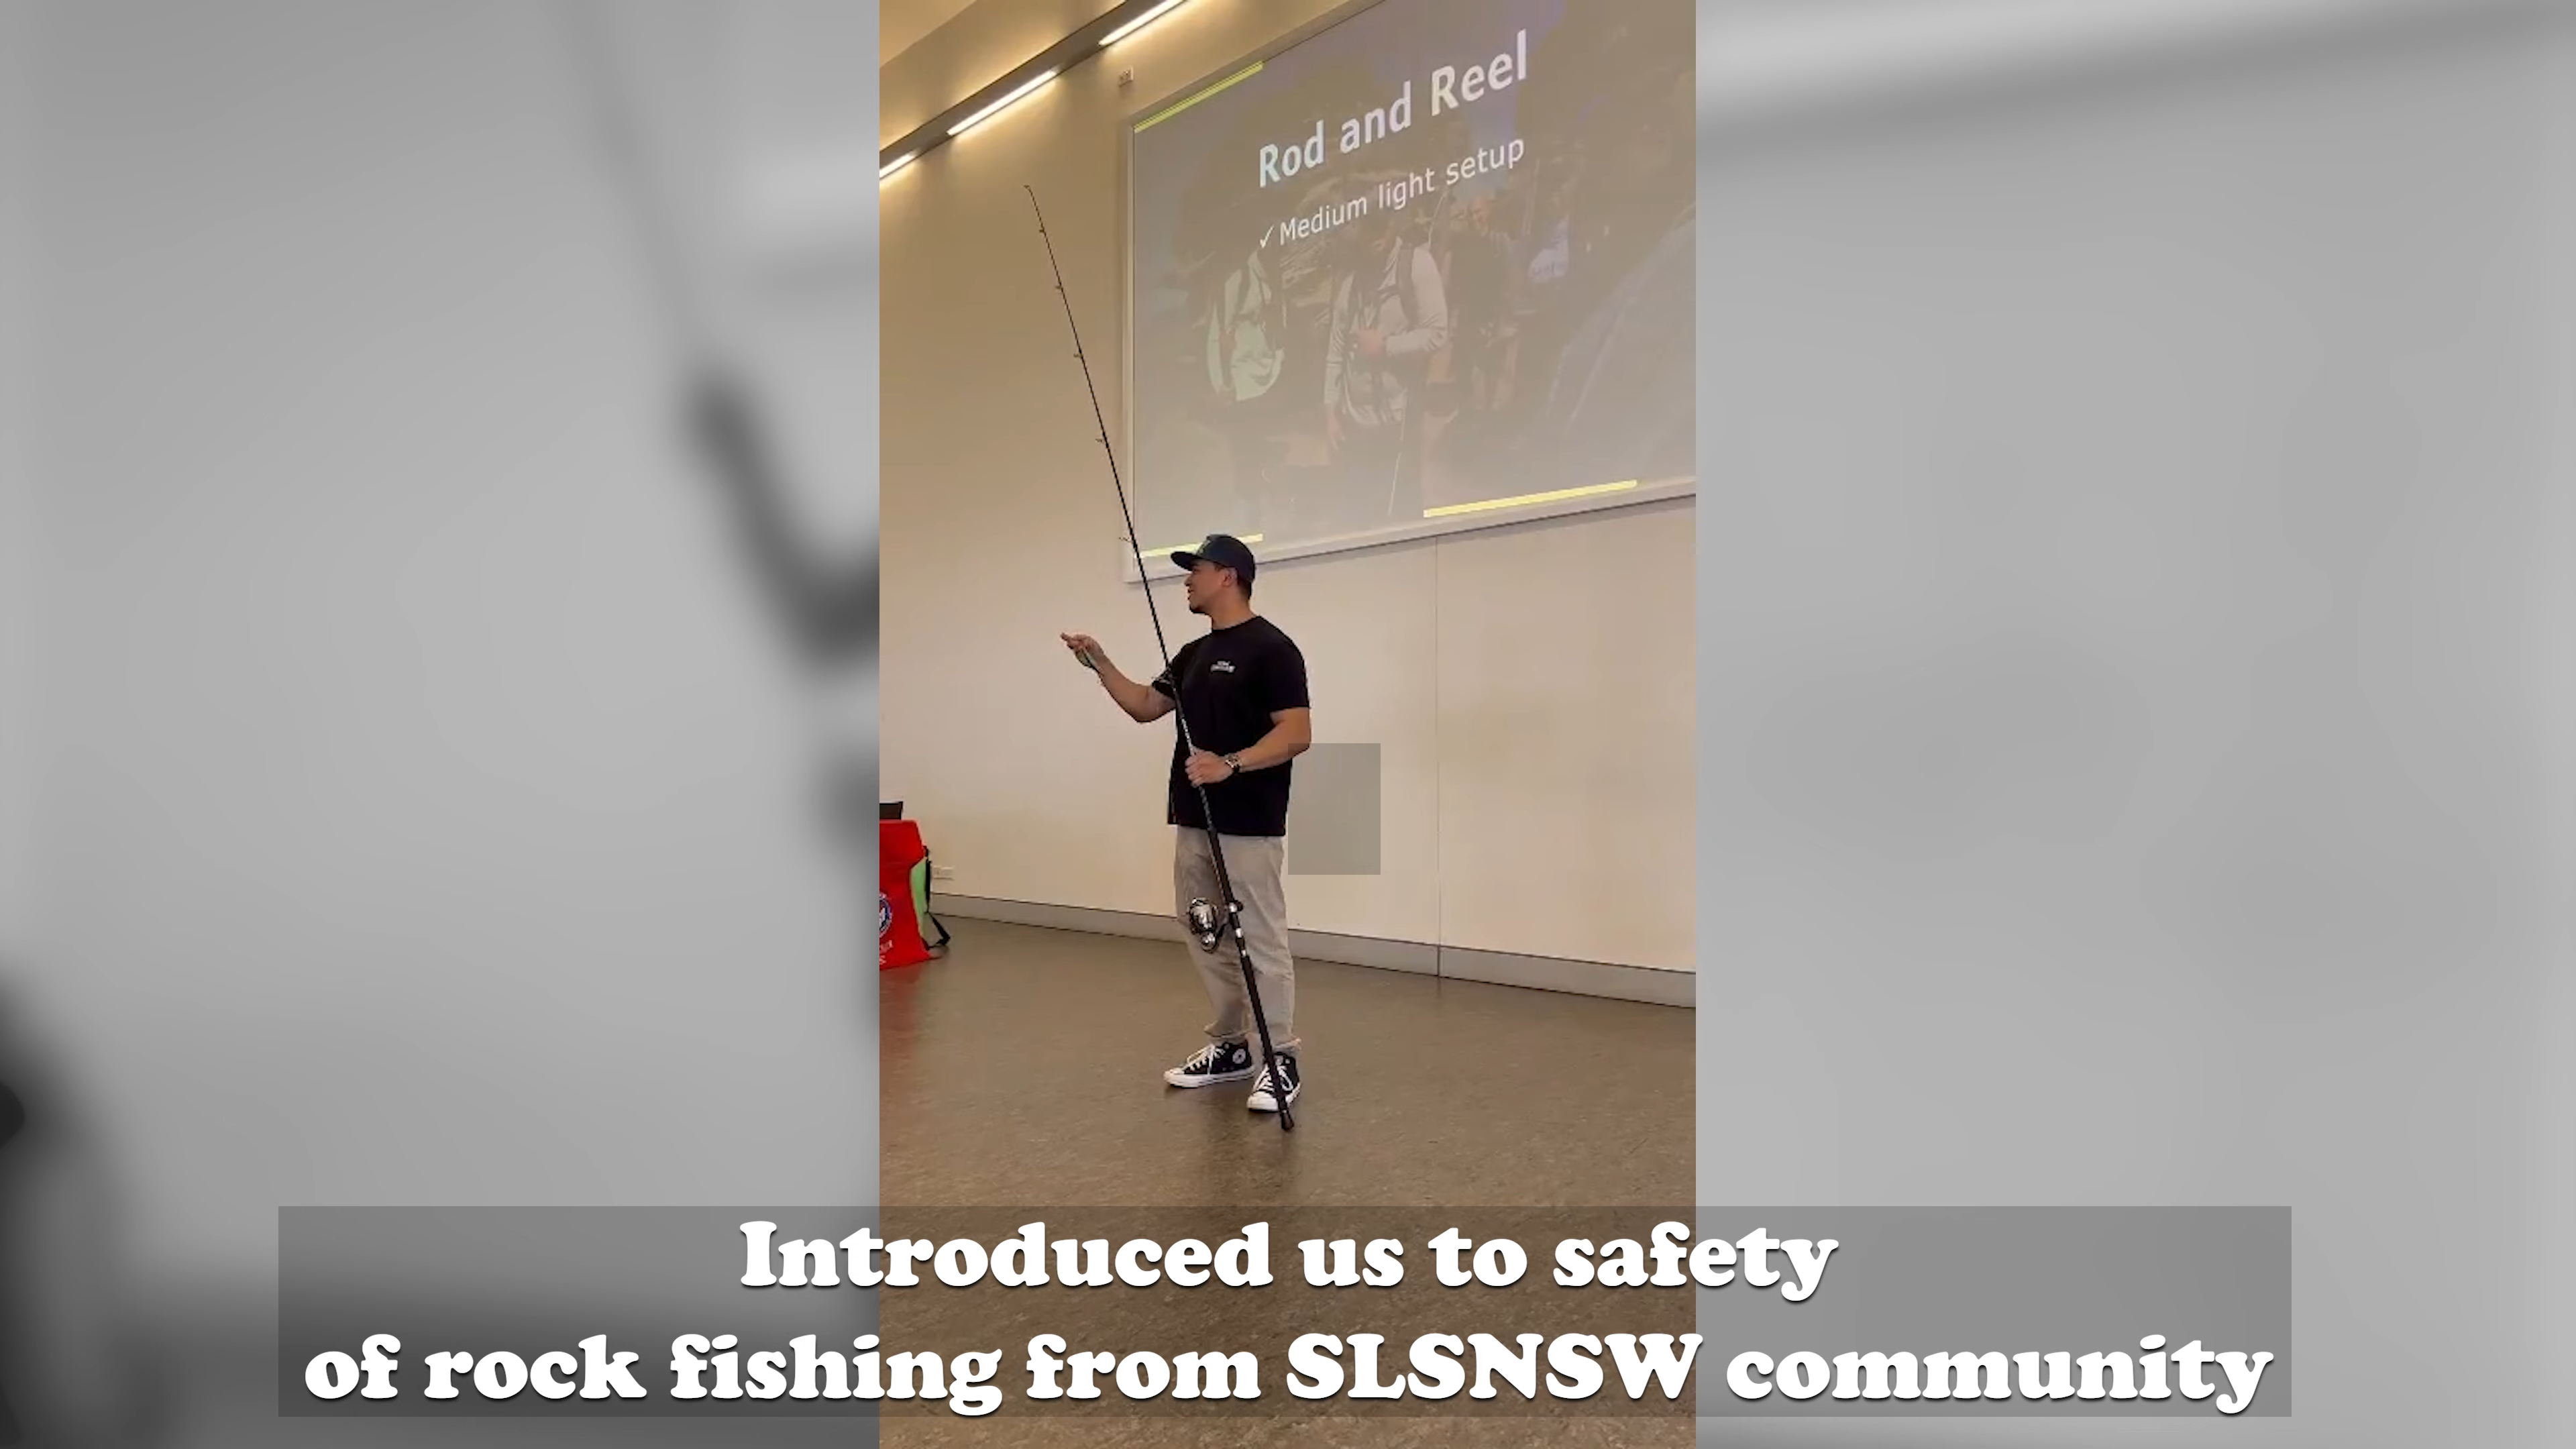 Rod and Reel
✓ Medium light setup
Introduced us to safety
of rock fishing from SLSNSW community